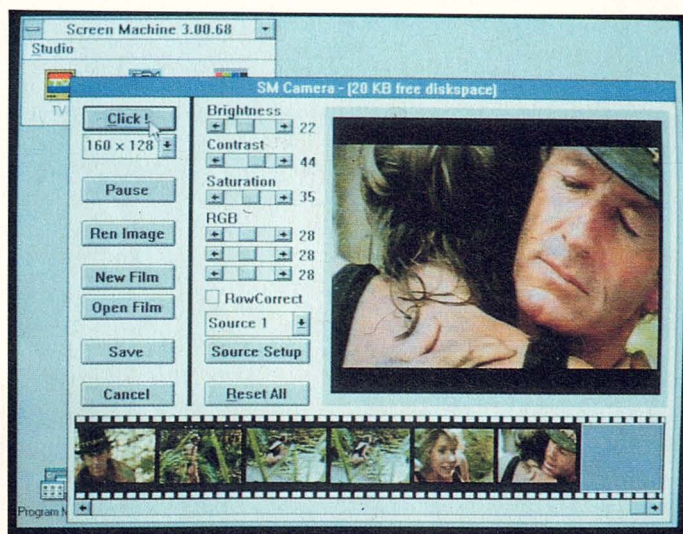 Screen Machine 3.00.68
Studio
TV
SM Camera - [20 KB free diskspace]
Click !
160 x 128
Pause
Ren Image
New Film
Open Film
Save
Cancel
Brightness
22
Contrast
44
Saturation
35
RGB
28
28
28
RowCorrect
Source 1
Source Setup
Reset All
Program M